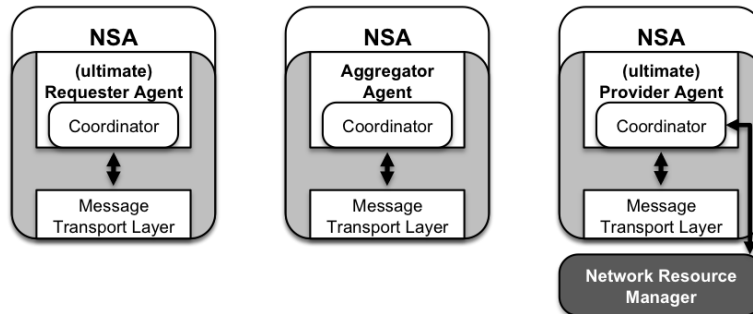 NSA
(ultimate)
Requester Agent
Coordinator
Message
Transport Layer
NSA
Aggregator
Agent
Coordinator
Message
Transport Layer
NSA
(ultimate)
Provider Agent
Coordinator
Message
Transport Layer
Network Resource
Manager